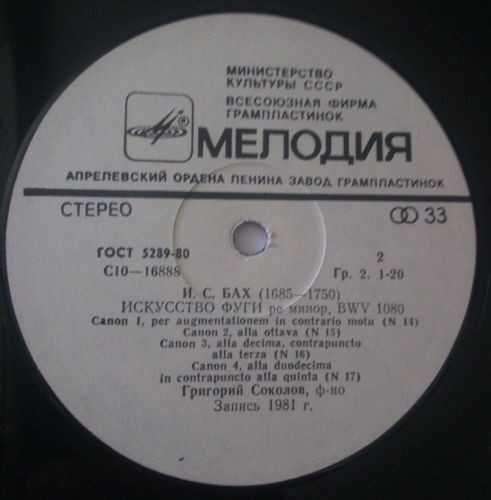 МИНИСТЕРСТВО
КУЛЬТУРЫ СССР
ВСЕСОЮЗНАЯ ФИРМА
ГРАМПЛАСТИНОК
®
МЕЛОДИЯ
АПРЕЛЕВСКИЙ ОРДЕНА ЛЕНИНА ЗАВОД ГРАМПЛАСТИНОК
СТЕРЕО 33
ГОСТ 5289-80 2
С10—16888 Гр. 2. 1-20
И. С. БАХ (1685—1750)
ИСКУССТВО ФУГИ ре минор, BWV 1080
Canon 1, per augmentationem in contrario motu (N 14)
Canon 2, alla ottava (N 15)
Canon 3, alla decima, contrapuncto
alla terza (N 16)
Canon 4, alla duodecima
in contrapuncto alla quinta (N 17)
Григорий Соколов, ф-но
Запись 1981 г.